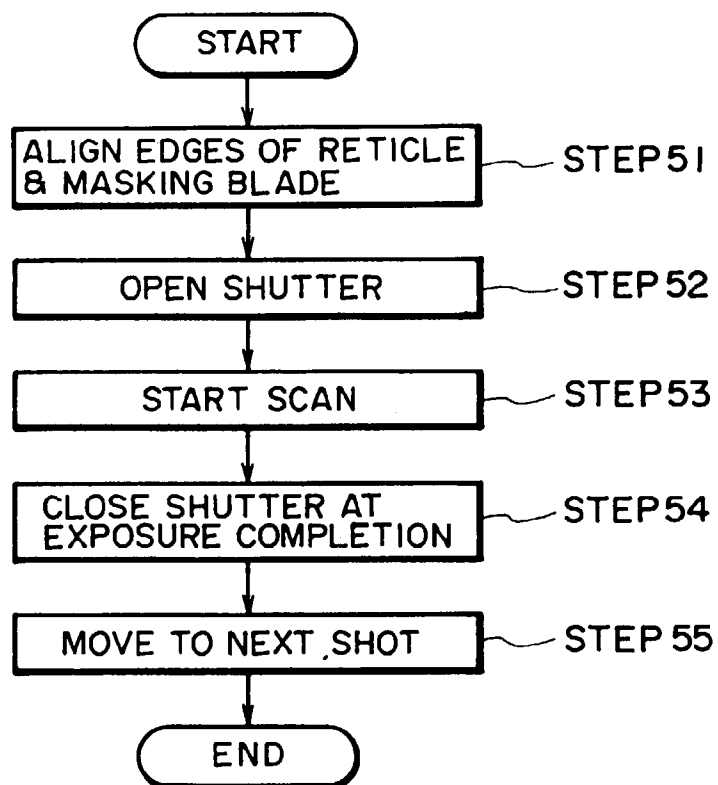 START
ALIGN EDGES OF RETICLE
& MASKING BLADE
STEP51
OPEN SHUTTER
STEP52
START SCAN
STEP53
CLOSE SHUTTER AT
EXPOSURE COMPLETION
STEP54
MOVE TO NEXT SHOT
STEP55
END